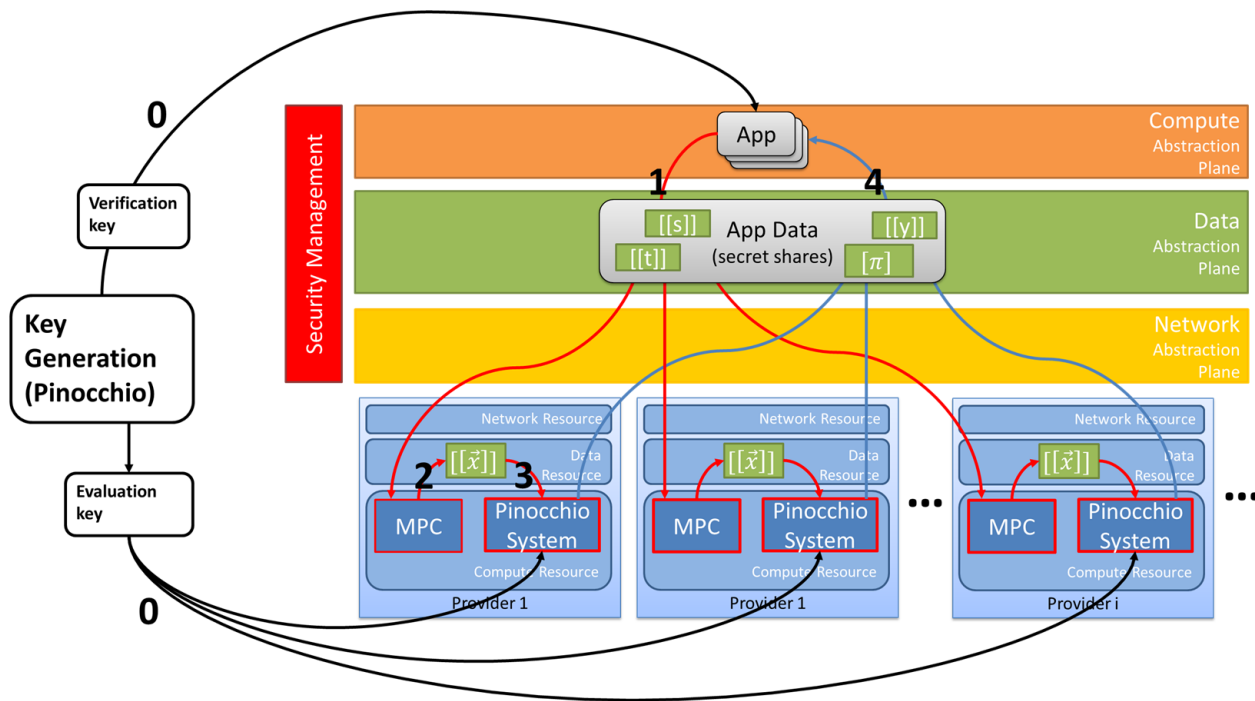 0
Verification
key
Key
Generation
(Pinocchio)
Evaluation
key
0
Security Management
App
Compute
Abstraction
Plane
1
4
[[s]]
[[t]]
App Data
(secret shares)
[[y]]
[π]
Data
Abstraction
Plane
Network
Abstraction
Plane
Network Resource
Data
Resource
2
[[x⃗]]
3
MPC
Pinocchio
System
Compute Resource
Provider 1
Network Resource
Data
Resource
[[x⃗]]
MPC
Pinocchio
System
Compute Resource
Provider 1
...
Network Resource
Data
Resource
[[x⃗]]
MPC
Pinocchio
System
Compute Resource
Provider i
...